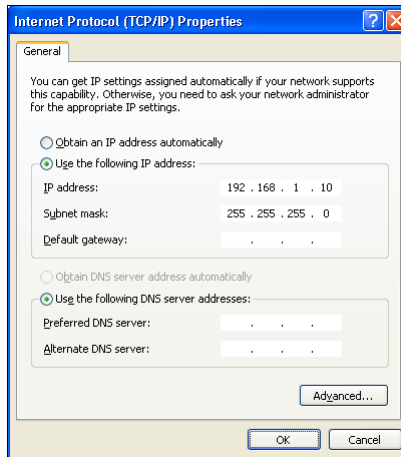 Internet Protocol (TCP/IP) Properties
General
You can get IP settings assigned automatically if your network supports
this capability. Otherwise, you need to ask your network administrator
for the appropriate IP settings.
Obtain an IP address automatically
Use the following IP address:
IP address: 192 . 168 . 1 . 10
Subnet mask: 255 . 255 . 255 . 0
Default gateway: . . .
Obtain DNS server address automatically
Use the following DNS server addresses:
Preferred DNS server: . . .
Alternate DNS server: . . .
Advanced...
OK Cancel